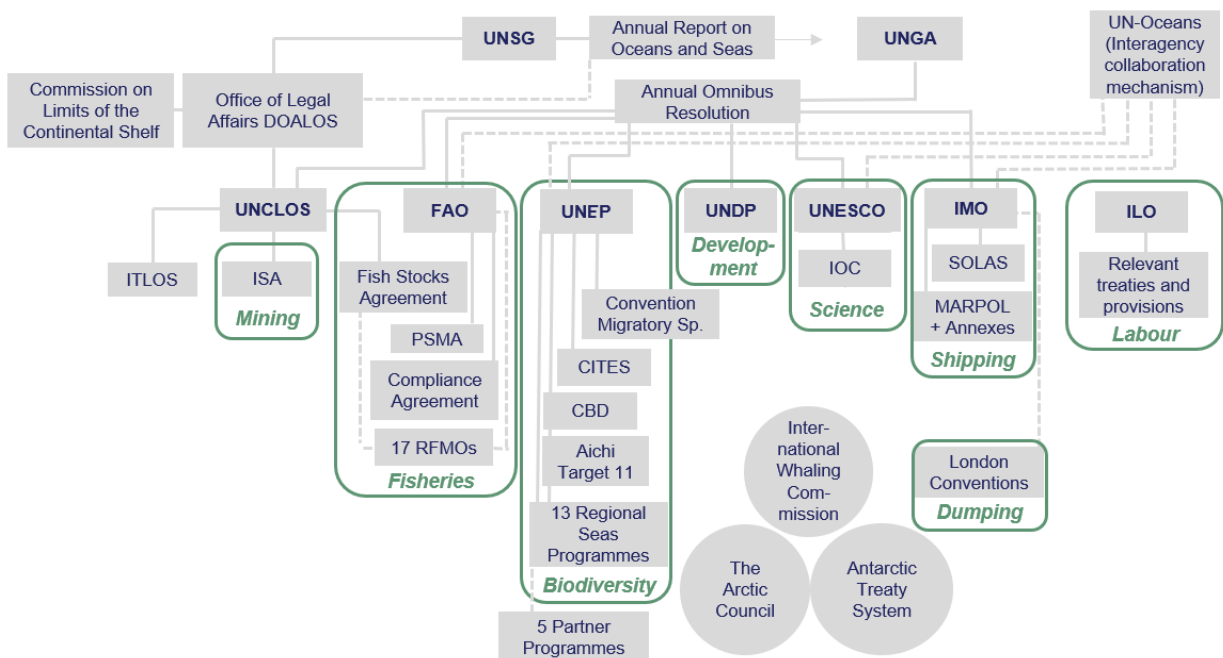 UNSG
Annual Report on
Oceans and Seas
UNGA
UN-Oceans
(Interagency
collaboration
mechanism)
Commission on
Limits of the
Continental Shelf
Office of Legal
Affairs DOALOS
Annual Omnibus
Resolution
UNCLOS
FAO
UNEP
UNDP
UNESCO
IMO
ILO
ITLOS
ISA
Mining
Fish Stocks
Agreement
PSMA
Compliance
Agreement
17 RFMOs
Fisheries
Convention
Migratory Sp.
CITES
CBD
Aichi
Target 11
13 Regional
Seas
Programmes
Biodiversity
5 Partner
Programmes
Develop-
ment
IOC
Science
SOLAS
MARPOL
+ Annexes
Shipping
Relevant
treaties and
provisions
Labour
Inter-
national
Whaling
Com-
mission
London
Conventions
Dumping
The
Arctic
Council
Antarctic
Treaty
System